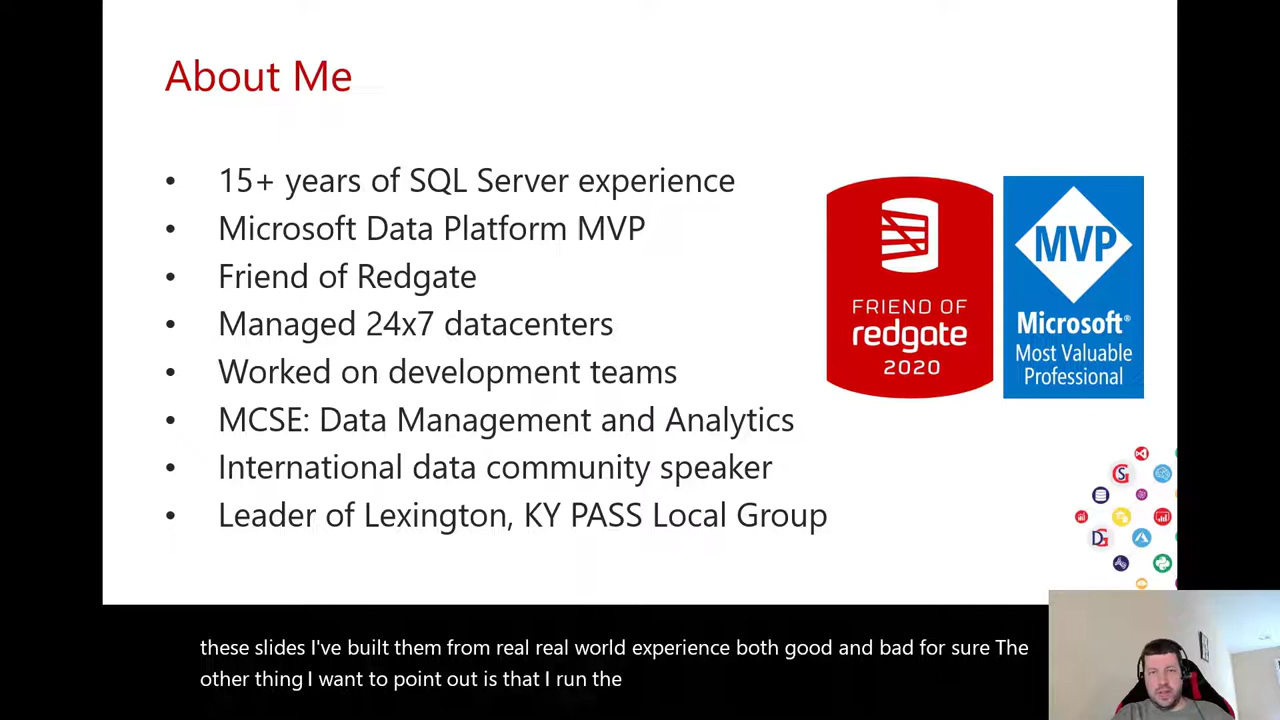 About Me
• 15+ years of SQL Server experience
• Microsoft Data Platform MVP
• Friend of Redgate
• Managed 24x7 datacenters
• Worked on development teams
• MCSE: Data Management and Analytics
• International data community speaker
• Leader of Lexington, KY PASS Local Group
FRIEND OF
redgate
2020
MVP
Microsoft®
Most Valuable
Professional
SG
DG
these slides I've built them from real real world experience both good and bad for sure The
other thing I want to point out is that I run the